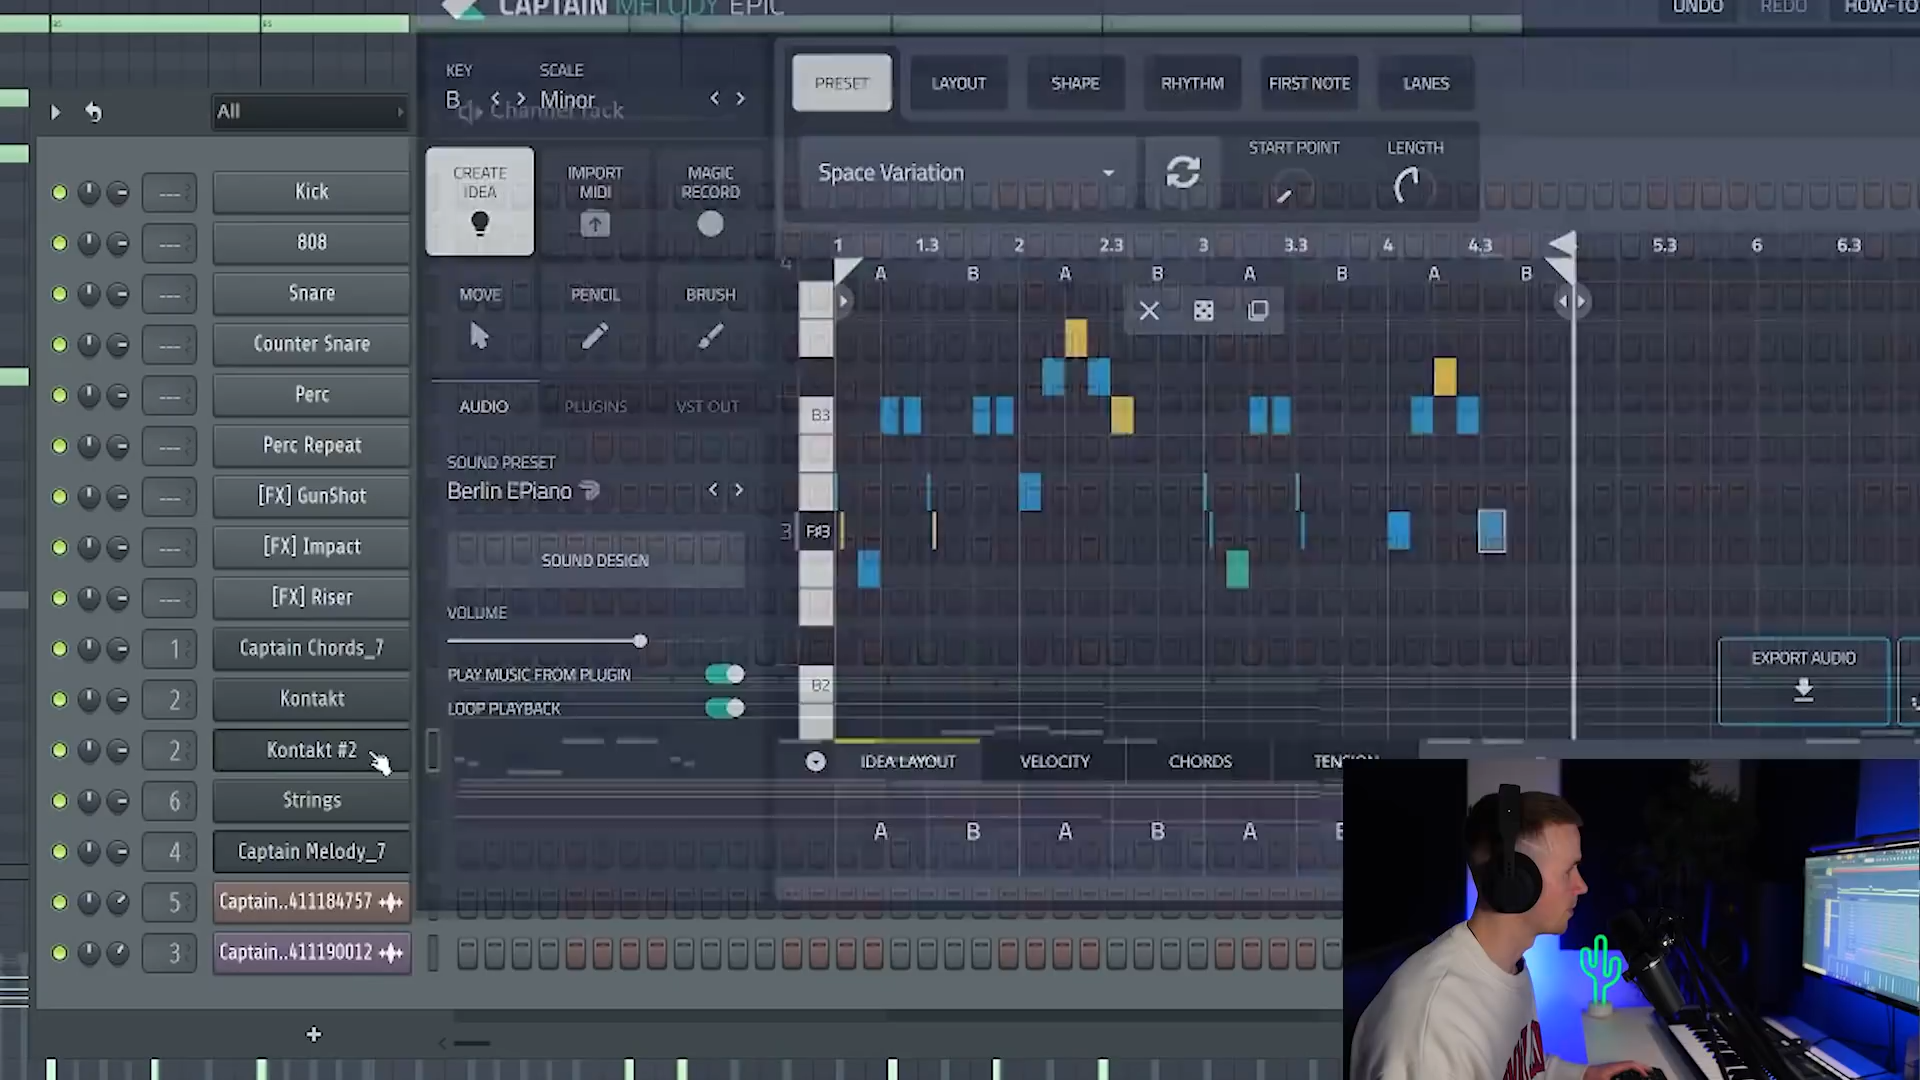 CAPTAIN MELODY EPIC
UNDO
REDO
HOW-TO
KEY
SCALE
B
Minor
Channel rack
All
PRESET
LAYOUT
SHAPE
RHYTHM
FIRST NOTE
LANES
Space Variation
START POINT
LENGTH
CREATE
IDEA
IMPORT
MIDI
MAGIC
RECORD
Kick
808
Snare
Counter Snare
Perc
Perc Repeat
[FX] GunShot
[FX] Impact
[FX] Riser
1 Captain Chords_7
2 Kontakt
2 Kontakt #2
6 Strings
4 Captain Melody_7
5 Captain..411184757
3 Captain..411190012
+
MOVE
PENCIL
BRUSH
AUDIO
PLUGINS
VST OUT
SOUND PRESET
Berlin EPiano
SOUND DESIGN
VOLUME
PLAY MUSIC FROM PLUGIN
LOOP PLAYBACK
1 1.3 2 2.3 3 3.3 4 4.3 5.3 6 6.3
A B A B A B A B
4
B3
3
F#3
B2
EXPORT AUDIO
IDEA LAYOUT
VELOCITY
CHORDS
A B A B A